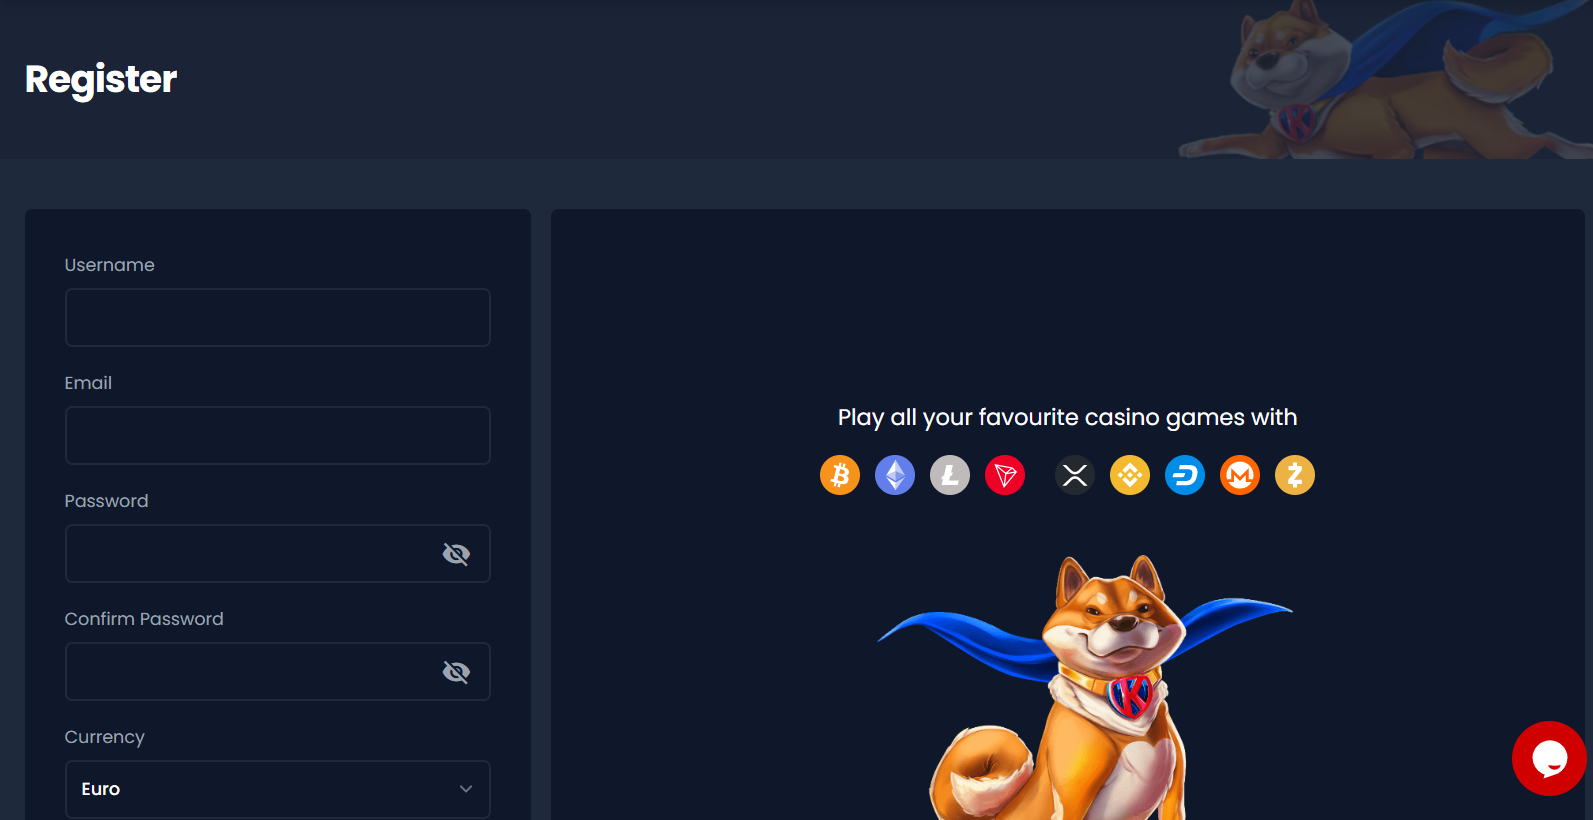 Register
Username
Email
Password
Confirm Password
Currency
Euro
Play all your favourite casino games with
K
K